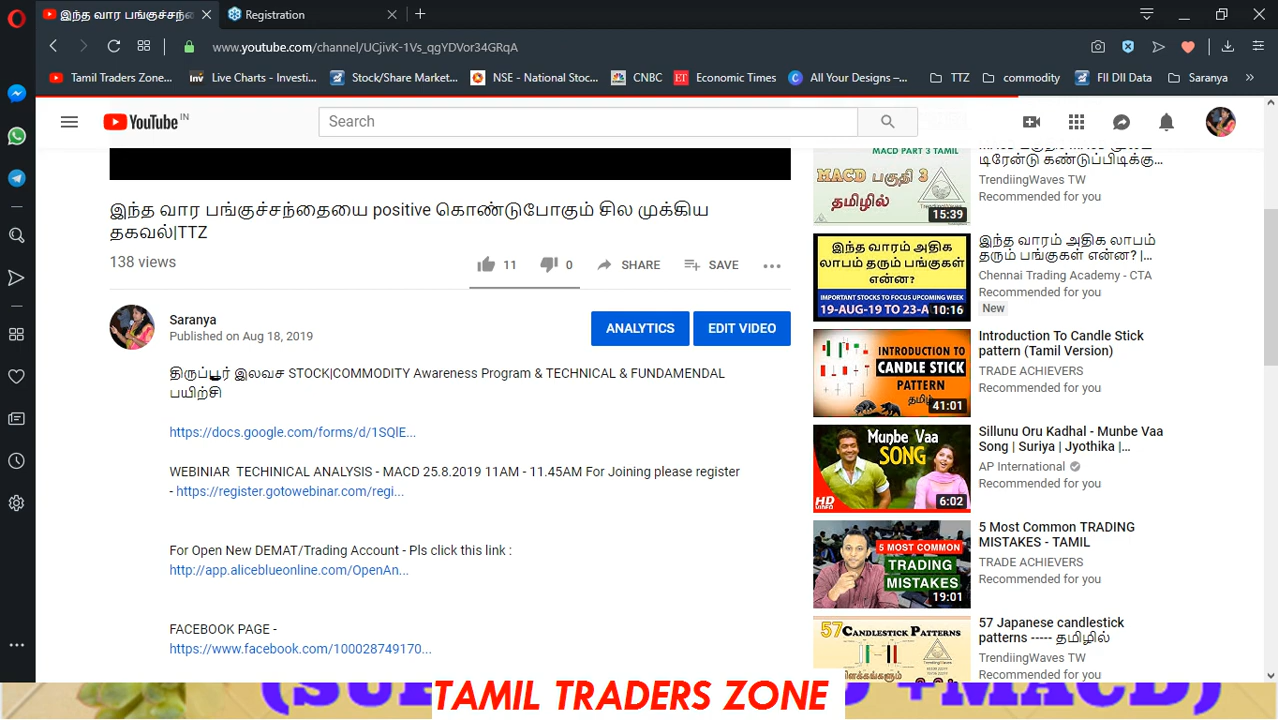 இந்த வார பங்குச்சந்
Registration
www.youtube.com/channel/UCjivK-1Vs_qgYDVor34GRqA
Tamil Traders Zone...
Live Charts - Investi...
Stock/Share Market...
NSE - National Stoc...
CNBC
Economic Times
All Your Designs –...
TTZ
commodity
FII DII Data
Saranya
YouTube IN
Search
இந்த வார பங்குச்சந்தையை positive கொண்டுபோகும் சில முக்கிய
தகவல்|TTZ
138 views
11
0
SHARE
SAVE
Saranya
Published on Aug 18, 2019
ANALYTICS
EDIT VIDEO
திருப்பூர் இலவச STOCK|COMMODITY Awareness Program & TECHNICAL & FUNDAMENDAL
பயிற்சி
https://docs.google.com/forms/d/1SQlE...
WEBINIAR TECHINICAL ANALYSIS - MACD 25.8.2019 11AM - 11.45AM For Joining please register
- https://register.gotowebinar.com/regi...
For Open New DEMAT/Trading Account - Pls click this link :
http://app.aliceblueonline.com/OpenAn...
FACEBOOK PAGE -
https://www.facebook.com/100028749170...
MACD PART 3 TAMIL
MACD பகுதி 3
தமிழில்
15:39
டிரேண்டு கண்டுப்பிடிக்கு...
TrendiingWaves TW
Recommended for you
இந்த வாரம் அதிக
லாபம் தரும் பங்குகள்
என்ன?
IMPORTANT STOCKS TO FOCUS UPCOMING WEEK
19-AUG-19 TO 23-A
10:16
இந்த வாரம் அதிக லாபம்
தரும் பங்குகள் என்ன? |...
Chennai Trading Academy - CTA
Recommended for you
New
INTRODUCTION TO
CANDLE STICK
PATTERN
தமிழ்
41:01
Introduction To Candle Stick
pattern (Tamil Version)
TRADE ACHIEVERS
Recommended for you
Munbe Vaa
SONG
HD
VIDEO
6:02
Sillunu Oru Kadhal - Munbe Vaa
Song | Suriya | Jyothika |...
AP International
Recommended for you
5 MOST COMMON
TRADING
MISTAKES
19:01
5 Most Common TRADING
MISTAKES - TAMIL
TRADE ACHIEVERS
Recommended for you
57 CANDLESTICK PATTERNS
57 Japanese candlestick
patterns ----- தமிழில்
TrendiingWaves TW
Recommended for you
TAMIL TRADERS ZONE
+MACD)